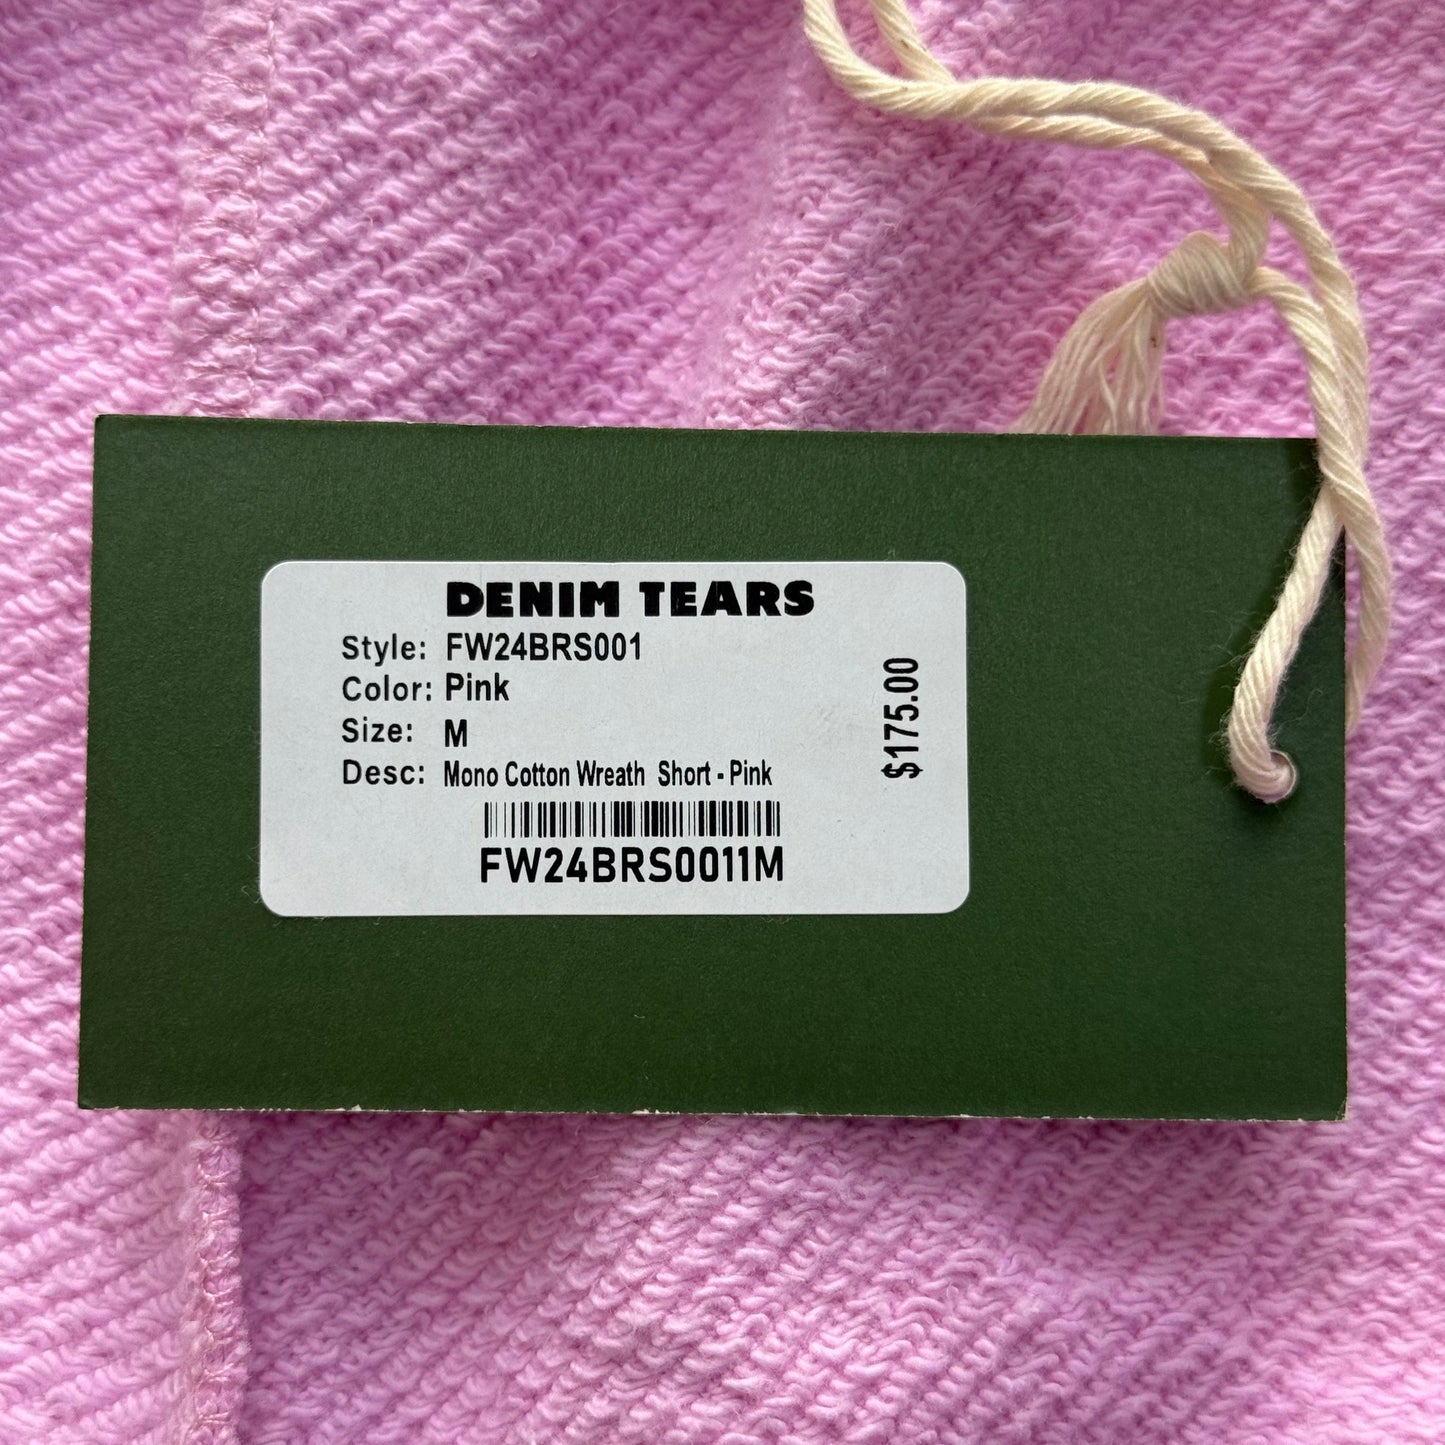 DENIM TEARS
Style: FW24BRS001
Color: Pink
Size: M
Desc: Mono Cotton Wreath Short - Pink
FW24BRS0011M
$175.00